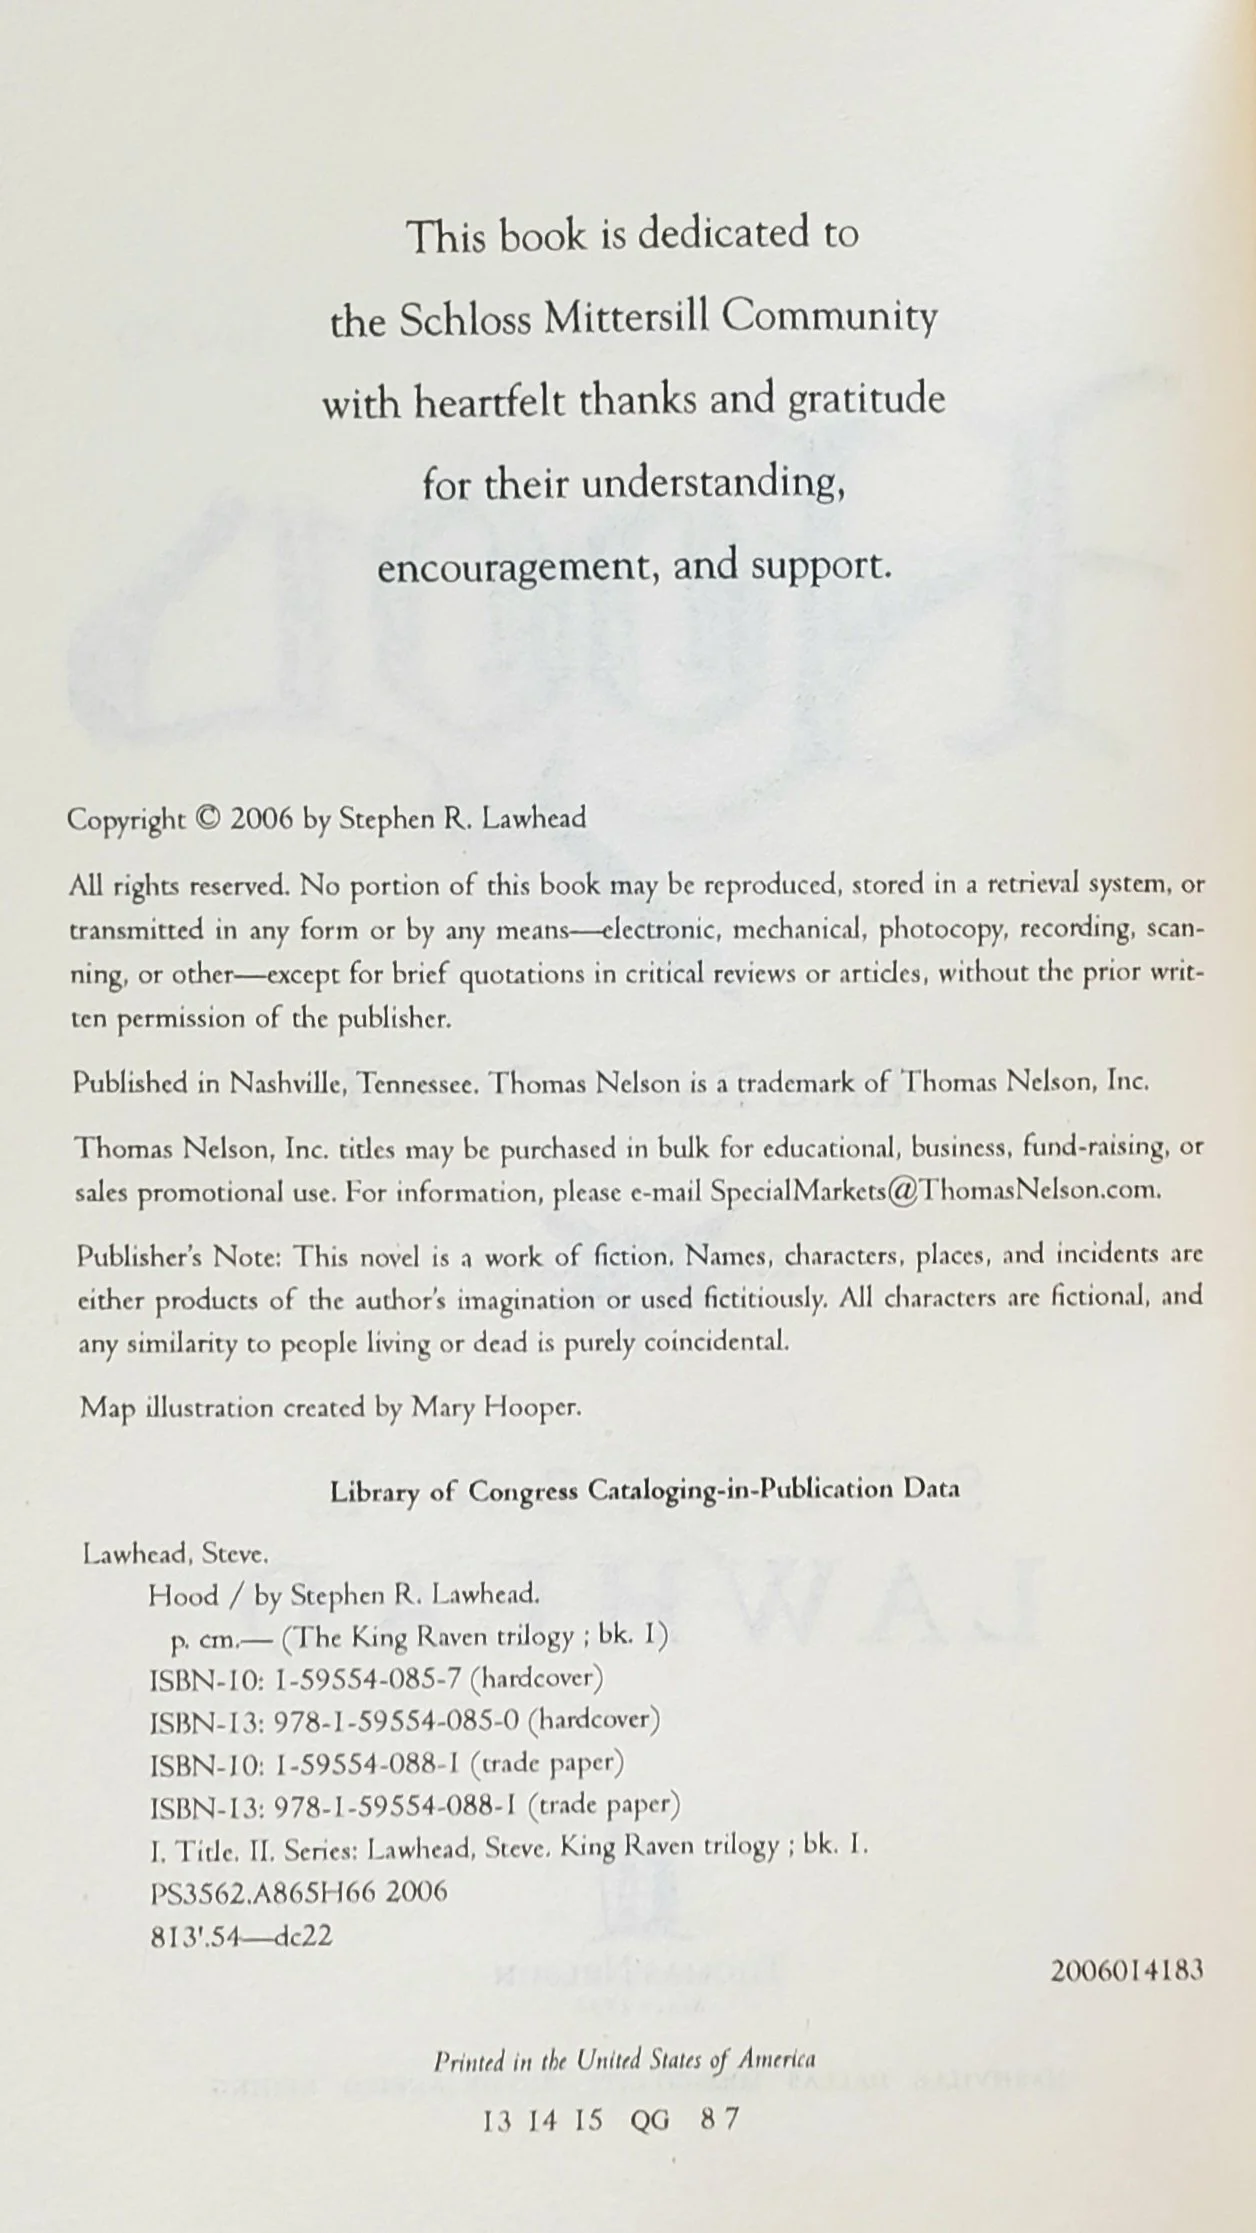 This book is dedicated to
the Schloss Mittersill Community
with heartfelt thanks and gratitude
for their understanding,
encouragement, and support.
Copyright © 2006 by Stephen R. Lawhead
All rights reserved. No portion of this book may be reproduced, stored in a retrieval system, or
transmitted in any form or by any means—electronic, mechanical, photocopy, recording, scan-
ning, or other—except for brief quotations in critical reviews or articles, without the prior writ-
ten permission of the publisher.
Published in Nashville, Tennessee. Thomas Nelson is a trademark of Thomas Nelson, Inc.
Thomas Nelson, Inc. titles may be purchased in bulk for educational, business, fund-raising, or
sales promotional use. For information, please e-mail SpecialMarkets@ThomasNelson.com.
Publisher's Note: This novel is a work of fiction. Names, characters, places, and incidents are
either products of the author's imagination or used fictitiously. All characters are fictional, and
any similarity to people living or dead is purely coincidental.
Map illustration created by Mary Hooper.
Library of Congress Cataloging-in-Publication Data
Lawhead, Steve.
Hood / by Stephen R. Lawhead.
p. cm.— (The King Raven trilogy ; bk. 1)
ISBN-10: 1-59554-085-7 (hardcover)
ISBN-13: 978-1-59554-085-0 (hardcover)
ISBN-10: 1-59554-088-1 (trade paper)
ISBN-13: 978-1-59554-088-1 (trade paper)
I. Title. II. Series: Lawhead, Steve. King Raven trilogy ; bk. 1.
PS3562.A865H66 2006
813'.54—dc22
2006014183
Printed in the United States of America
13 14 15 QG 8 7